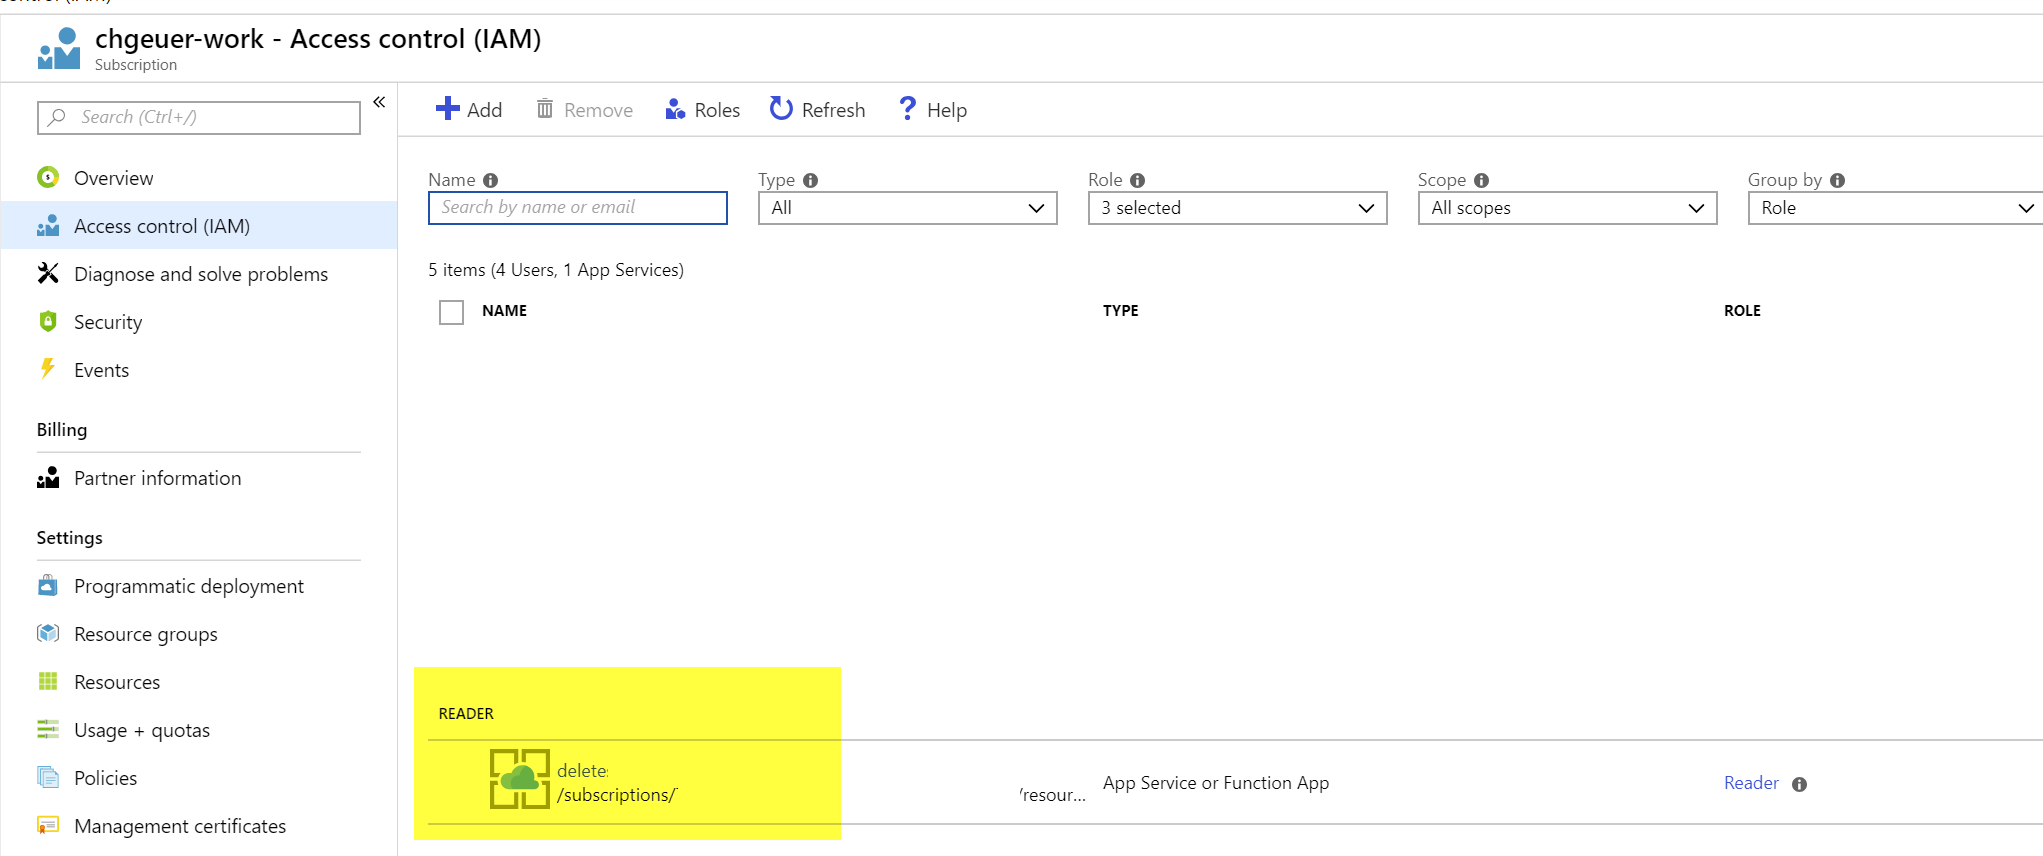 chgeuer-work - Access control (IAM)
Subscription
Search (Ctrl+/)
«
Overview
Access control (IAM)
Diagnose and solve problems
Security
Events
Billing
Partner information
Settings
Programmatic deployment
Resource groups
Resources
Usage + quotas
Policies
Management certificates
Add Remove Roles Refresh ? Help
Name Type Role Scope Group by
Search by name or email All 3 selected All scopes Role
5 items (4 Users, 1 App Services)
NAME TYPE ROLE
READER
delete
/subscriptions/ /resour... App Service or Function App Reader